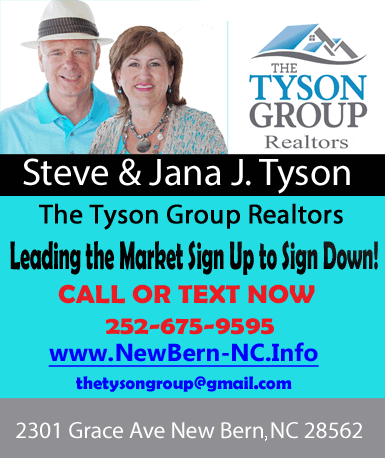 THE
TYSON
GROUP
Realtors
Steve & Jana J. Tyson
The Tyson Group Realtors
Leading the Market Sign Up to Sign Down!
CALL OR TEXT NOW
252-675-9595
www.NewBern-NC.Info
thetysongroup@gmail.com
2301 Grace Ave New Bern,NC 28562